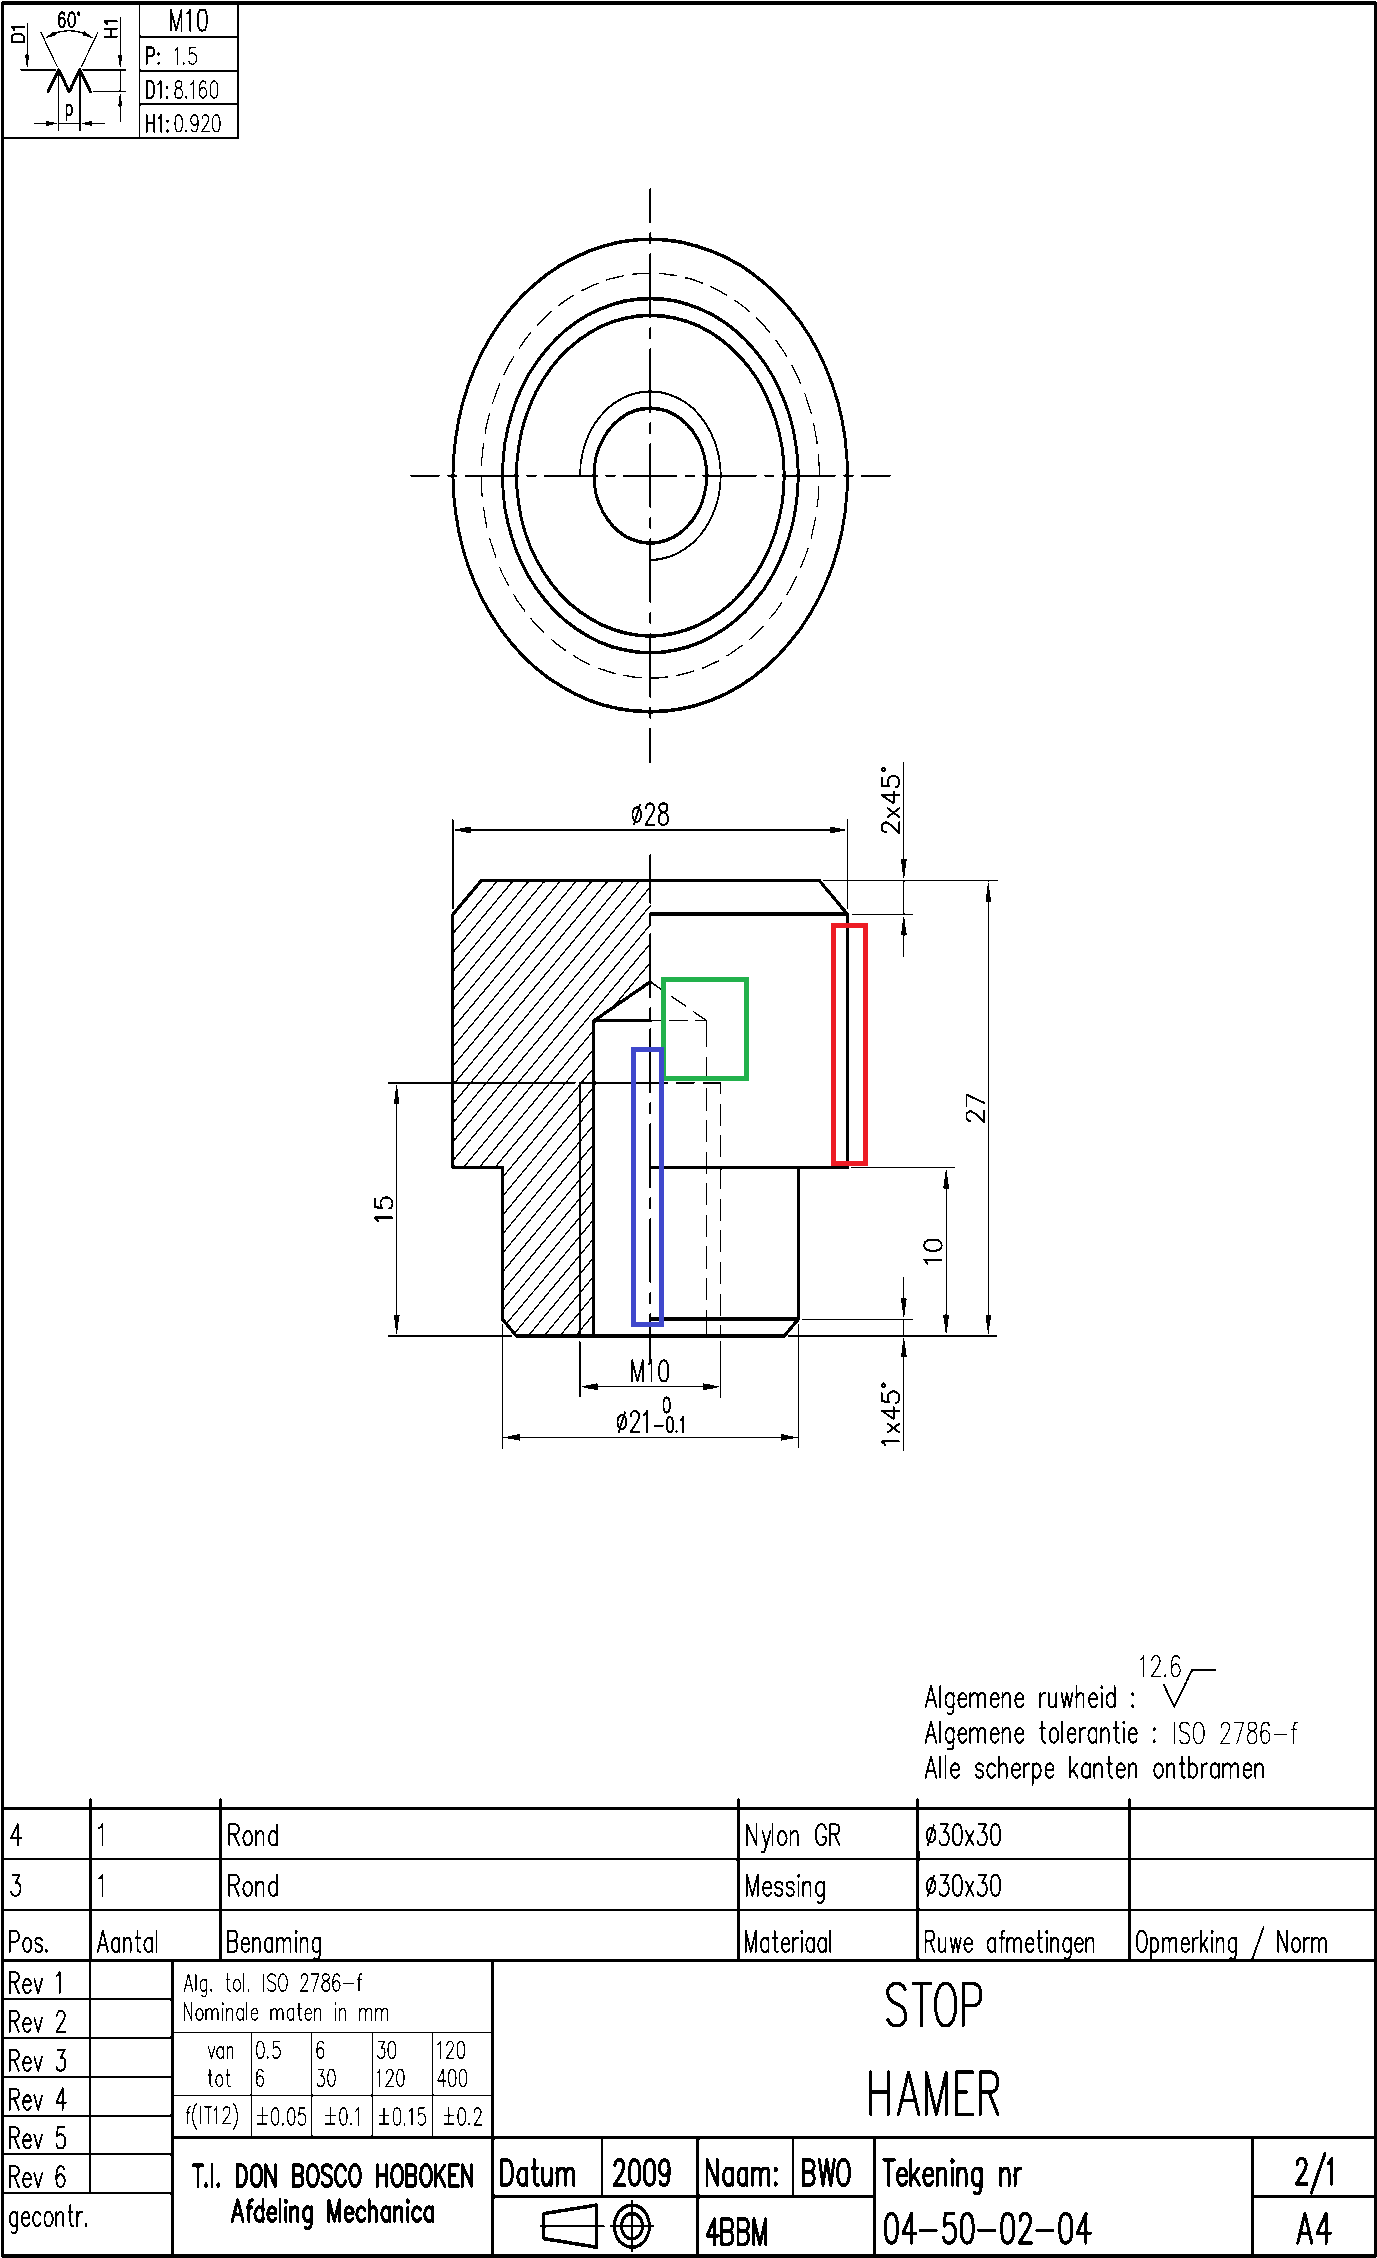 60°
D1
H1
P
M10
P: 1.5
D1: 8.160
H1: 0.920
ø28
2x45°
27
15
10
M10
ø21 0 -0.1
1x45°
12.6
Algemene ruwheid :
Algemene tolerantie : ISO 2786-f
Alle scherpe kanten ontbramen
4 1 Rond Nylon GR ø30x30
3 1 Rond Messing ø30x30
Pos. Aantal Benaming Materiaal Ruwe afmetingen Opmerking / Norm
Rev 1
Rev 2
Rev 3
Rev 4
Rev 5
Rev 6
gecontr.
Alg. tol. ISO 2786-f
Nominale maten in mm
van 0.5 6 30 120
tot 6 30 120 400
f(IT12) ±0.05 ±0.1 ±0.15 ±0.2
T.I. DON BOSCO HOBOKEN
Afdeling Mechanica
STOP
HAMER
Datum 2009 Naam: BWO Tekening nr 2/1
4BBM 04-50-02-04 A4